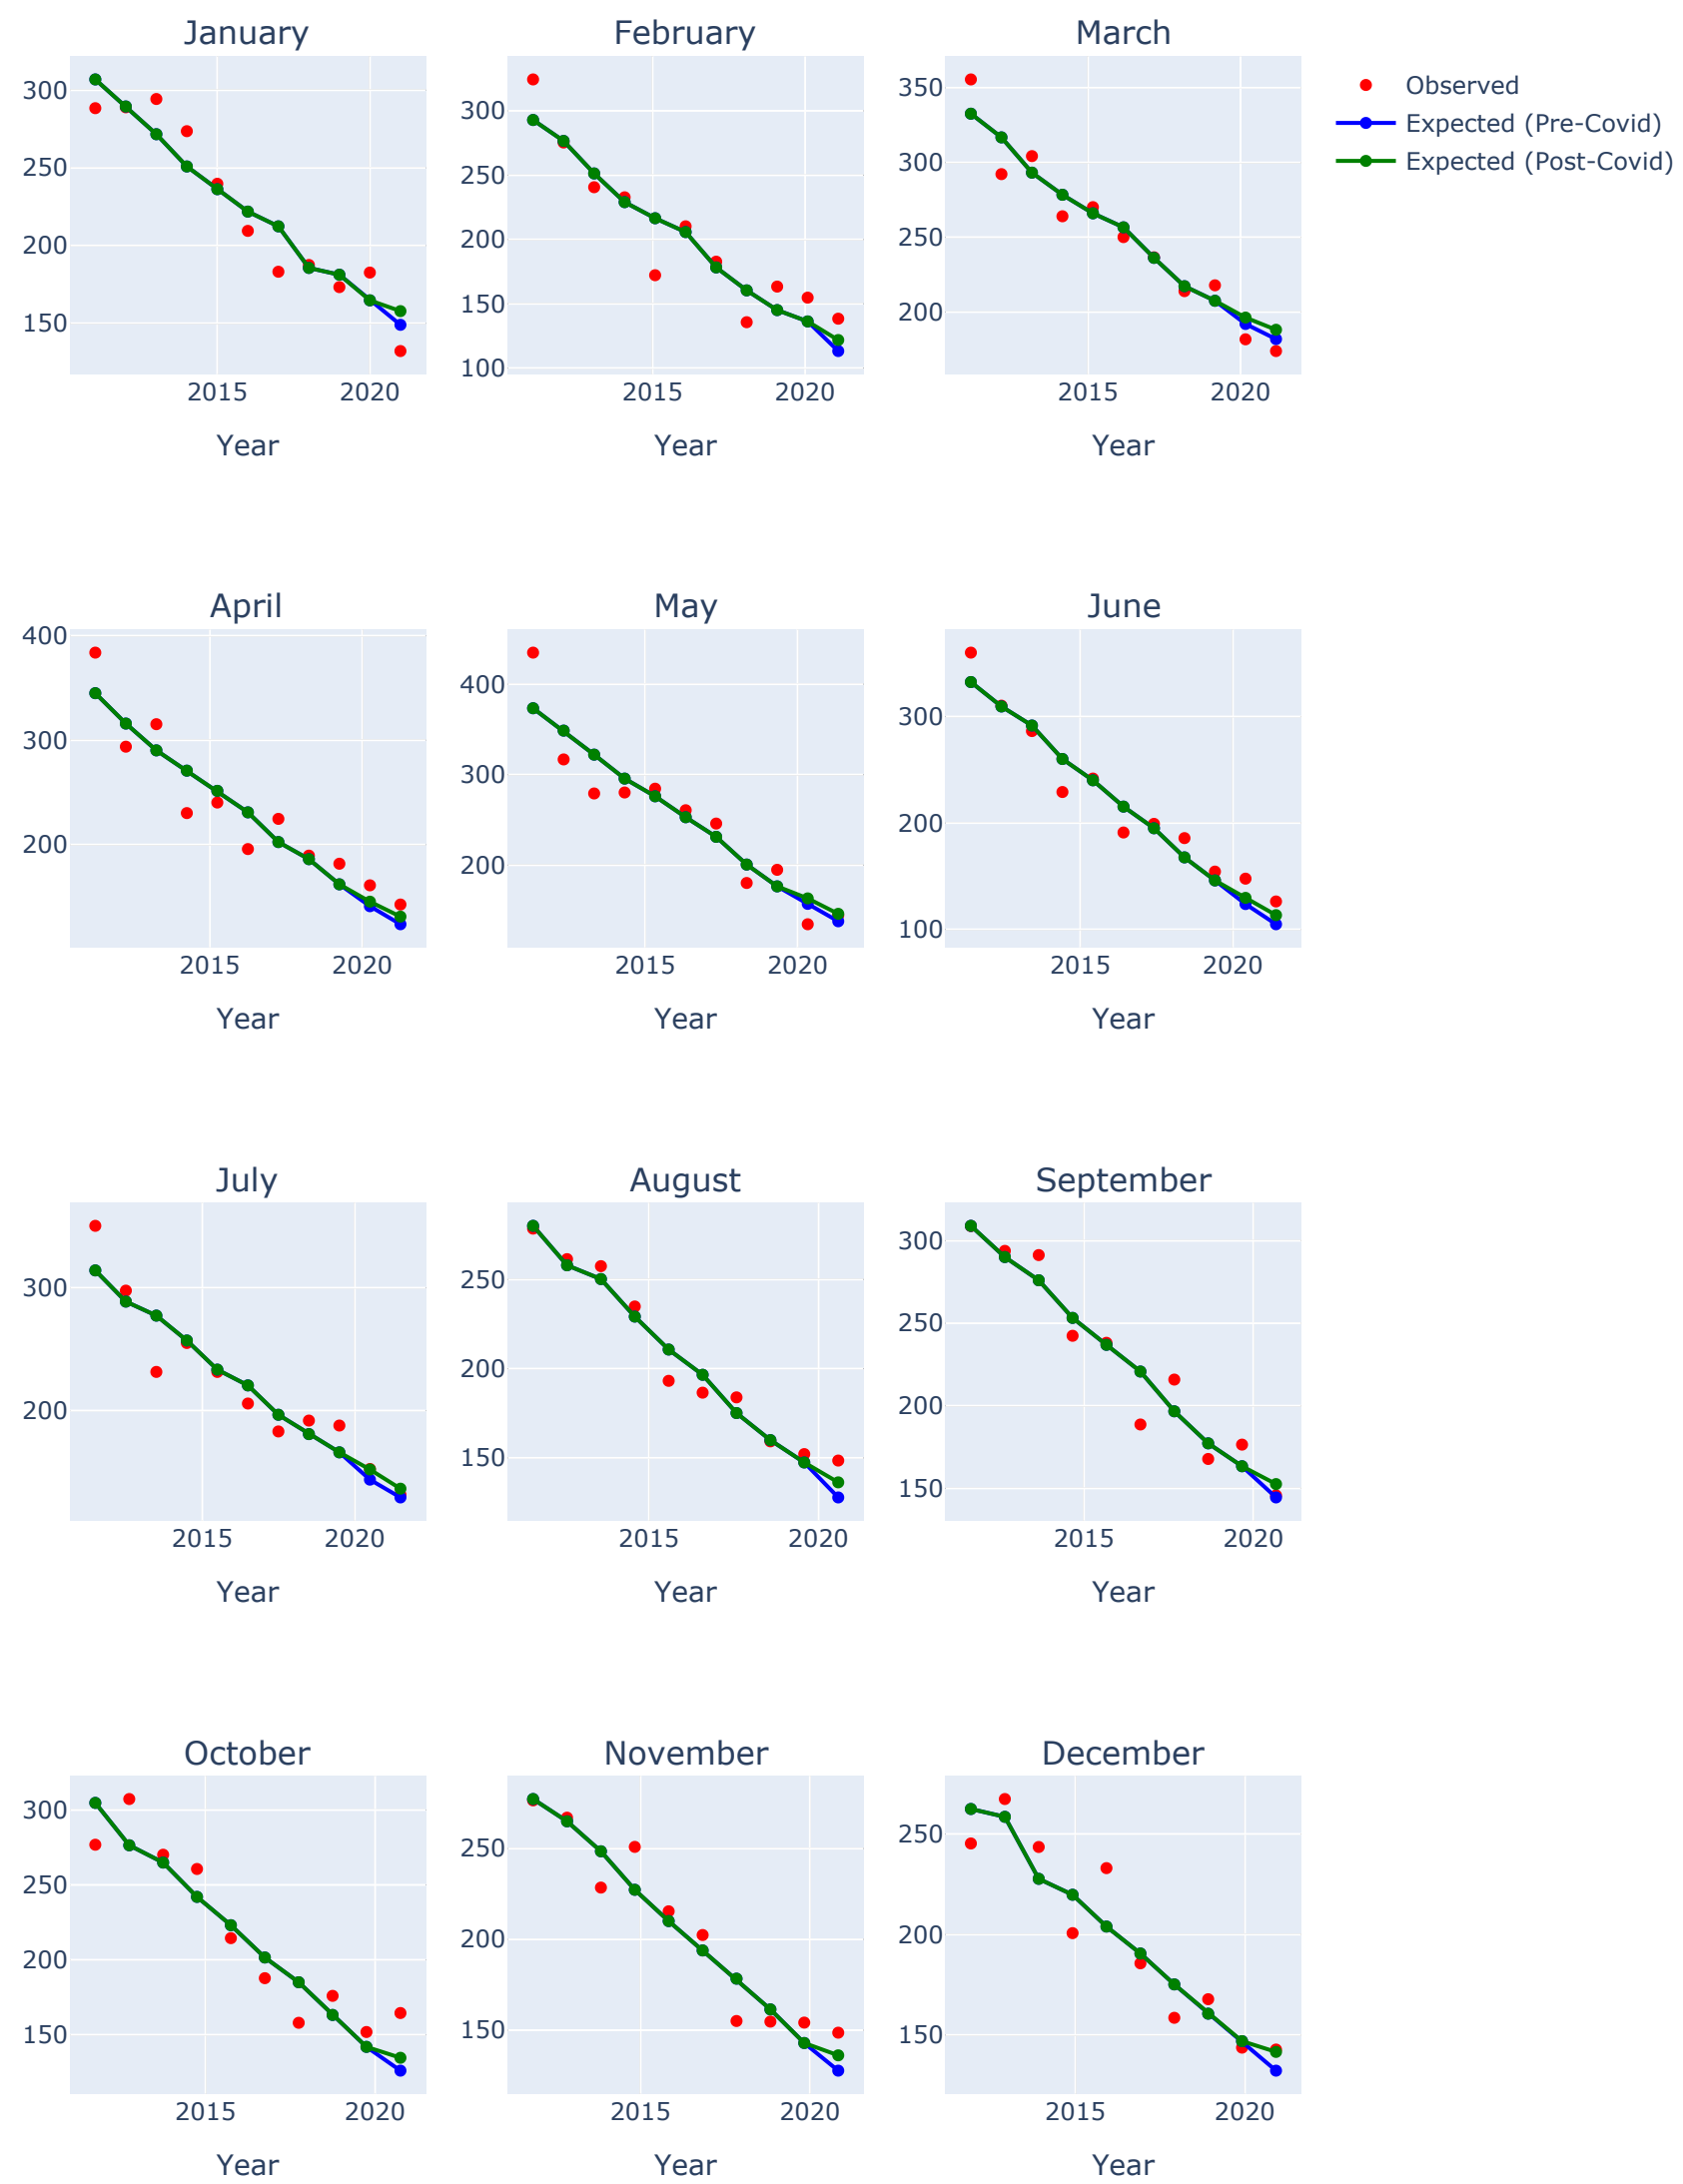 January
February
March
Observed
Expected (Pre-Covid)
Expected (Post-Covid)
300
250
200
150
2015
2020
Year
300
250
200
150
100
2015
2020
Year
350
300
250
200
2015
2020
Year
April
May
June
400
300
200
2015
2020
Year
400
300
200
2015
2020
Year
300
200
100
2015
2020
Year
July
August
September
300
200
2015
2020
Year
250
200
150
2015
2020
Year
300
250
200
150
2015
2020
Year
October
November
December
300
250
200
150
2015
2020
Year
250
200
150
2015
2020
Year
250
200
150
2015
2020
Year